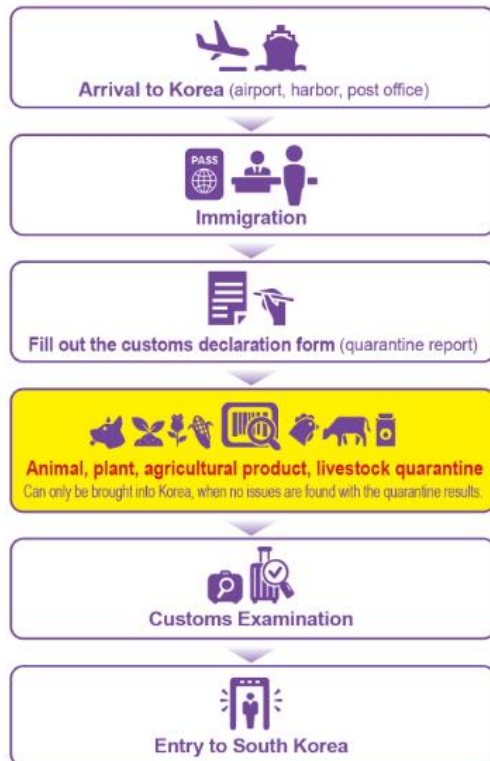 Arrival to Korea (airport, harbor, post office)
PASS
Immigration
Fill out the customs declaration form (quarantine report)
Animal, plant, agricultural product, livestock quarantine
Can only be brought into Korea, when no issues are found with the quarantine results.
Customs Examination
Entry to South Korea